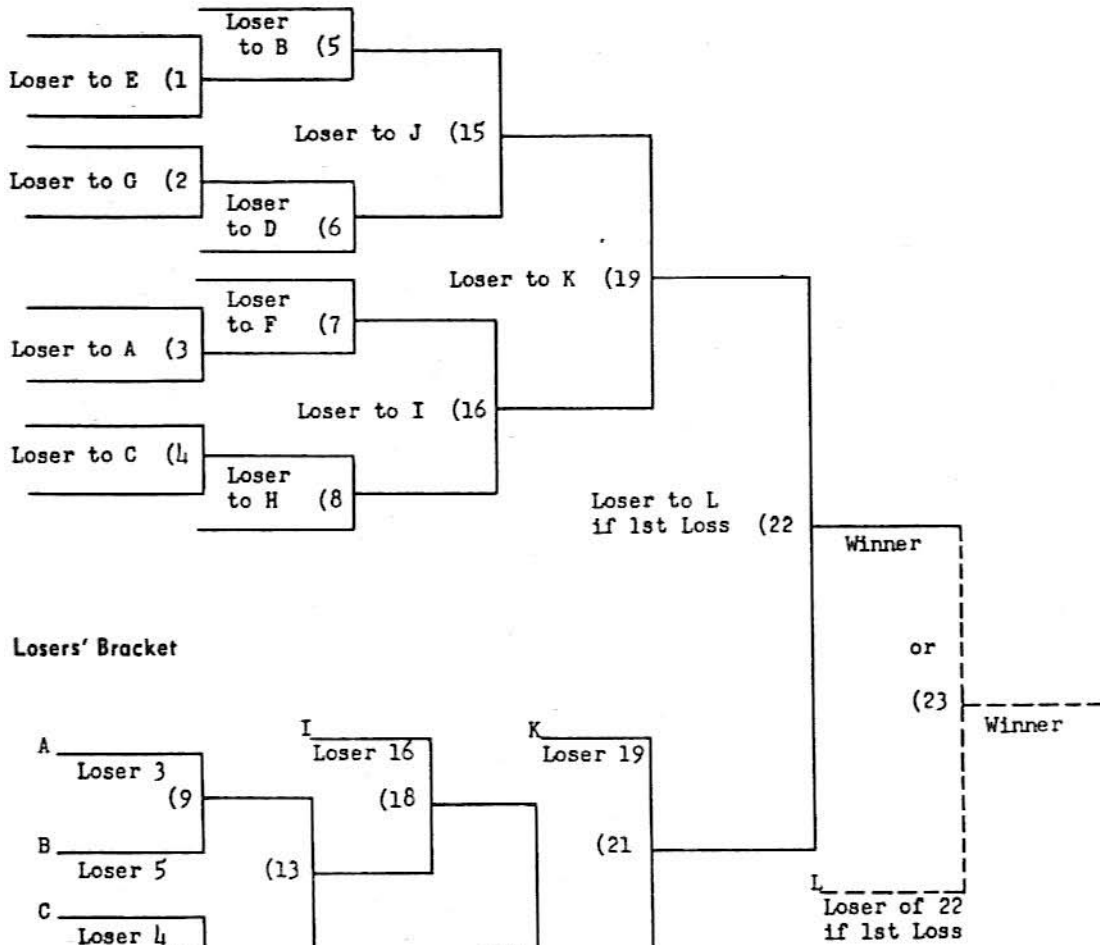 Loser
to B (5
Loser to E (1
Loser to J (15
Loser to G (2
Loser
to D (6
Loser to K (19
Loser
to F (7
Loser to A (3
Loser to I (16
Loser to C (4
Loser
to H (8
Loser to L
if 1st Loss (22
Winner
Losers' Bracket
or
(23
Winner
A
Loser 3
(9
B
Loser 5
I
Loser 16
(18
(13
K
Loser 19
(21
C
Loser 4
L
Loser of 22
if 1st Loss